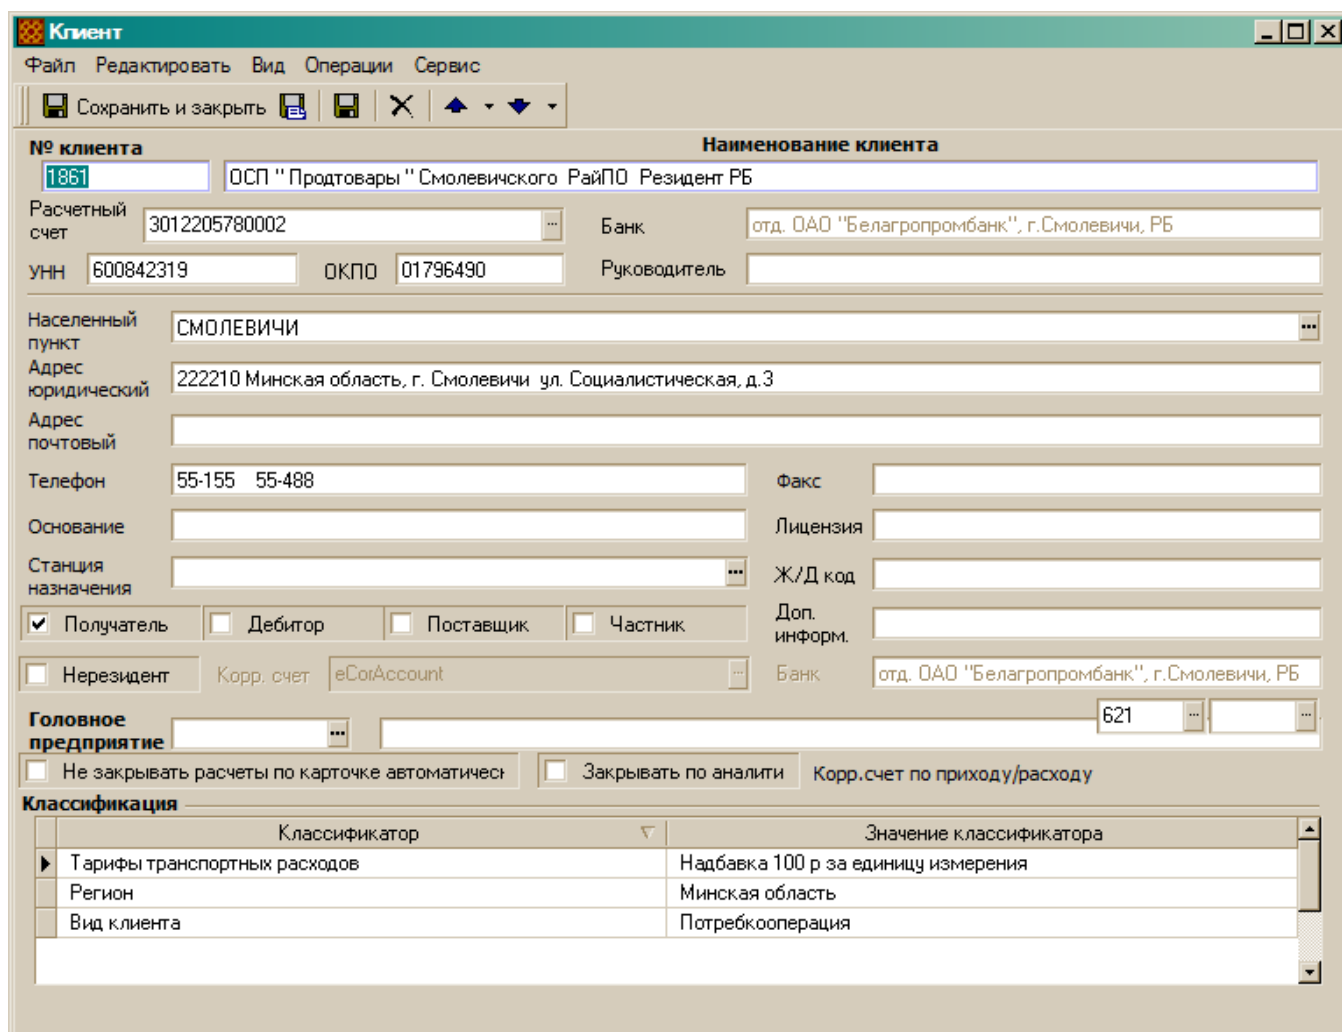 Клиент
Файл Редактировать Вид Операции Сервис
Сохранить и закрыть
№ клиента Наименование клиента
1861 ОСП " Продтовары " Смолевичского РайПО Резидент РБ
Расчетный счет 3012205780002 ... Банк отд. ОАО "Белагропромбанк", г.Смолевичи, РБ
УНН 600842319 ОКПО 01796490 Руководитель
Населенный пункт СМОЛЕВИЧИ ...
Адрес юридический 222210 Минская область, г. Смолевичи ул. Социалистическая, д.3
Адрес почтовый
Телефон 55-155 55-488 Факс
Основание Лицензия
Станция назначения ... Ж/Д код
Получатель Дебитор Поставщик Частник Доп. информ.
Нерезидент Корр. счет eCorAccount ... Банк отд. ОАО "Белагропромбанк", г.Смолевичи, РБ
Головное предприятие ... 621 ... ...
Не закрывать расчеты по карточке автоматичес Закрывать по аналити Корр.счет по приходу/расходу
Классификация
Классификатор Значение классификатора
Тарифы транспортных расходов Надбавка 100 р за единицу измерения
Регион Минская область
Вид клиента Потребкооперация